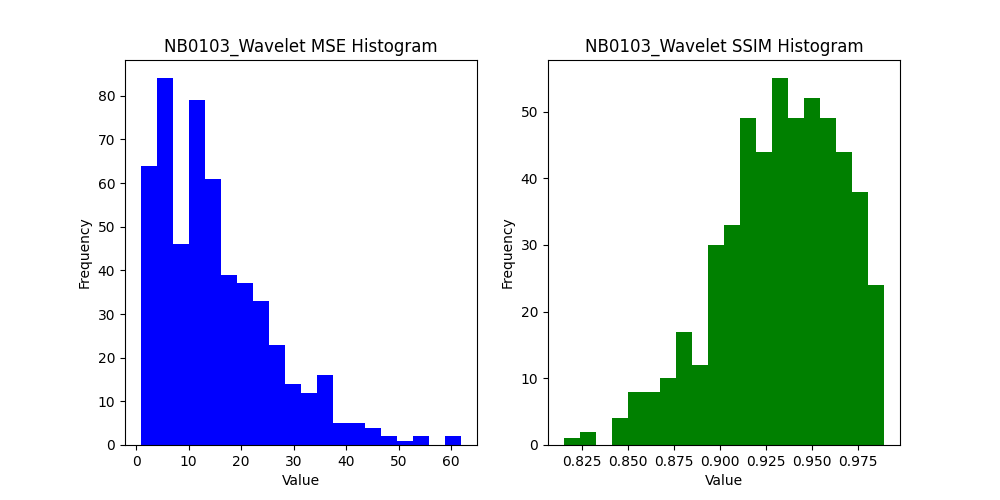 NB0103_Wavelet MSE Histogram
Frequency
80
70
60
50
40
30
20
10
0
0 10 20 30 40 50 60
Value
NB0103_Wavelet SSIM Histogram
Frequency
50
40
30
20
10
0
0.825 0.850 0.875 0.900 0.925 0.950 0.975
Value